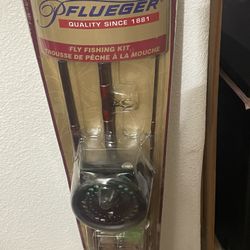 PFLUEGER
QUALITY SINCE 1881
FLY FISHING KIT
TROUSSE DE PÊCHE À LA MOUCHE